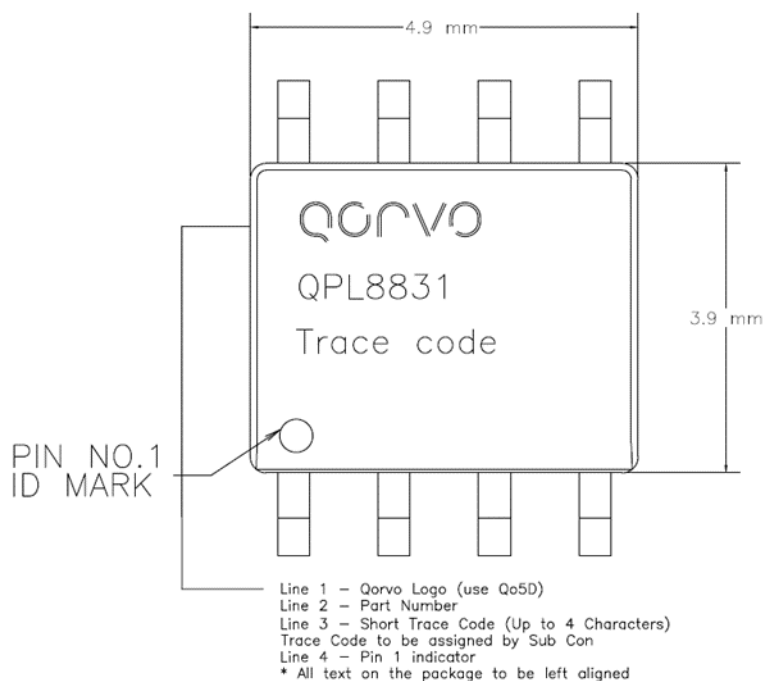 4.9 mm
QORVO
QPL8831
Trace code
3.9 mm
PIN NO.1
ID MARK
Line 1 – Qorvo Logo (use Qo5D)
Line 2 – Part Number
Line 3 – Short Trace Code (Up to 4 Characters)
Trace Code to be assigned by Sub Con
Line 4 – Pin 1 indicator
* All text on the package to be left aligned